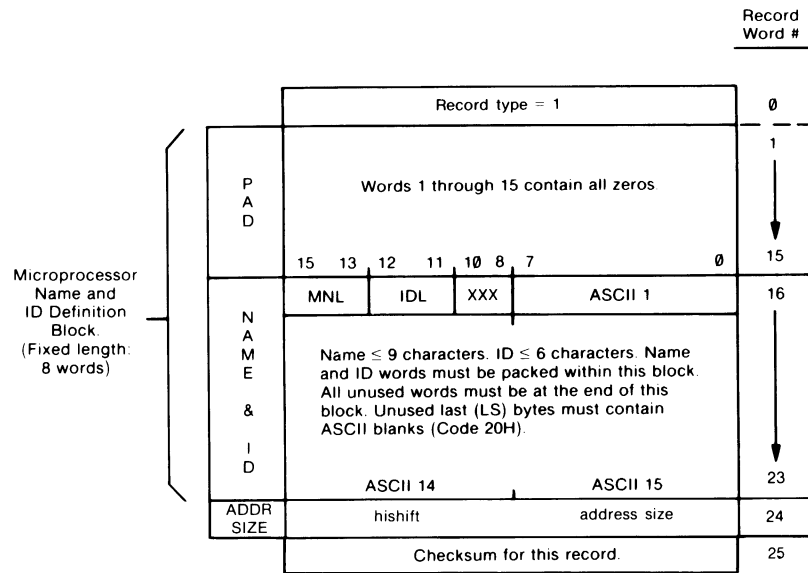 Record
Word #
Record type = 1
0
1
P
A
D
Words 1 through 15 contain all zeros.
15 13 12 11 10 8 7 0
15
Microprocessor
Name and
ID Definition
Block.
(Fixed length:
8 words)
MNL IDL XXX ASCII 1
16
N
A
M
E
&
I
D
Name ≤ 9 characters. ID ≤ 6 characters. Name
and ID words must be packed within this block.
All unused words must be at the end of this
block. Unused last (LS) bytes must contain
ASCII blanks (Code 20H).
ASCII 14 ASCII 15
23
ADDR
SIZE
hishift address size
24
Checksum for this record.
25